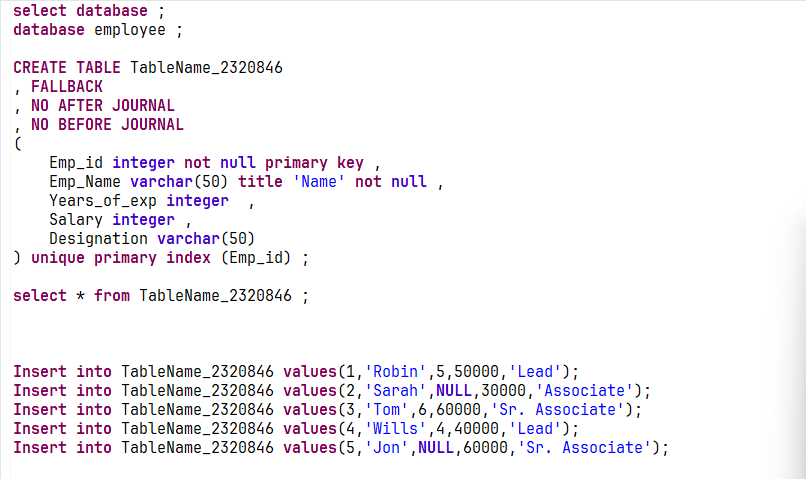 select database ;
database employee ;
CREATE TABLE TableName_2320846
, FALLBACK
, NO AFTER JOURNAL
, NO BEFORE JOURNAL
(
Emp_id integer not null primary key ,
Emp_Name varchar(50) title 'Name' not null ,
Years_of_exp integer  ,
Salary integer ,
Designation varchar(50)
) unique primary index (Emp_id) ;
select * from TableName_2320846 ;
Insert into TableName_2320846 values(1,'Robin',5,50000,'Lead');
Insert into TableName_2320846 values(2,'Sarah',NULL,30000,'Associate');
Insert into TableName_2320846 values(3,'Tom',6,60000,'Sr. Associate');
Insert into TableName_2320846 values(4,'Wills',4,40000,'Lead');
Insert into TableName_2320846 values(5,'Jon',NULL,60000,'Sr. Associate');